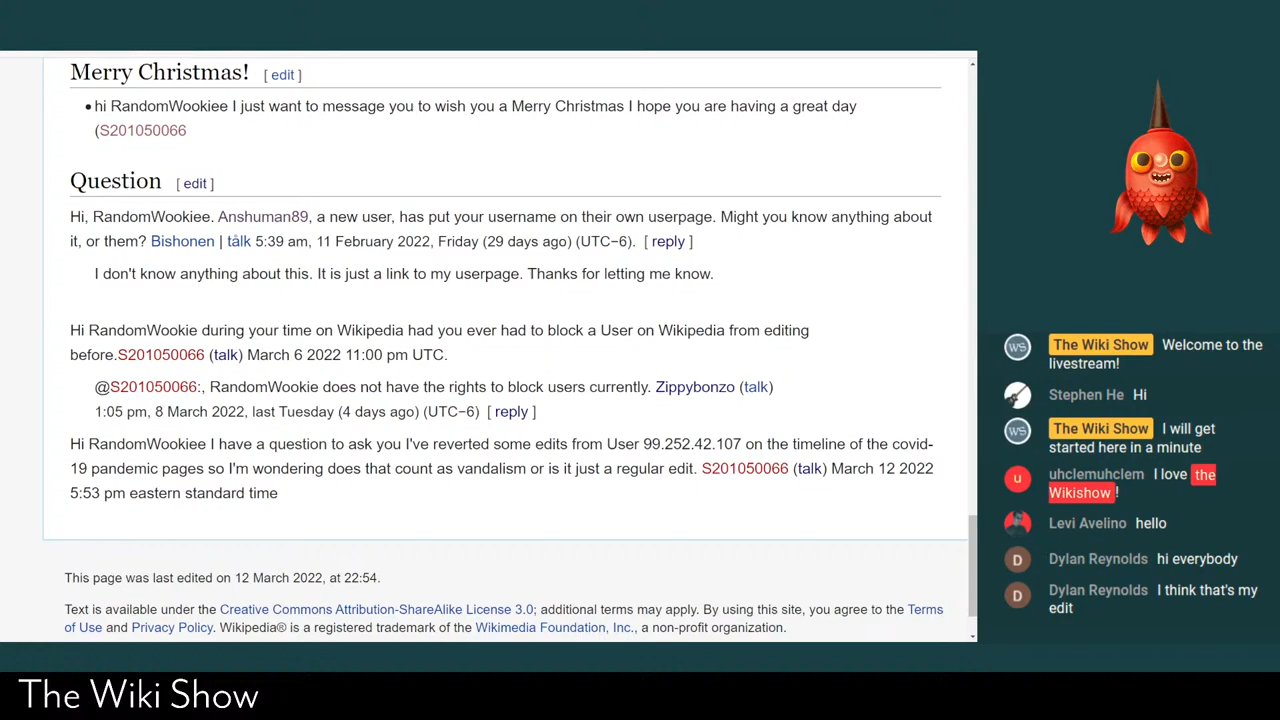 Merry Christmas! [ edit ]
• hi RandomWookiee I just want to message you to wish you a Merry Christmas I hope you are having a great day
(S201050066
Question [ edit ]
Hi, RandomWookiee. Anshuman89, a new user, has put your username on their own userpage. Might you know anything about
it, or them? Bishonen | tålk 5:39 am, 11 February 2022, Friday (29 days ago) (UTC−6). [ reply ]
I don't know anything about this. It is just a link to my userpage. Thanks for letting me know.
Hi RandomWookie during your time on Wikipedia had you ever had to block a User on Wikipedia from editing
before.S201050066 (talk) March 6 2022 11:00 pm UTC.
@S201050066:, RandomWookie does not have the rights to block users currently. Zippybonzo (talk)
1:05 pm, 8 March 2022, last Tuesday (4 days ago) (UTC−6) [ reply ]
Hi RandomWookiee I have a question to ask you I've reverted some edits from User 99.252.42.107 on the timeline of the covid-
19 pandemic pages so I'm wondering does that count as vandalism or is it just a regular edit. S201050066 (talk) March 12 2022
5:53 pm eastern standard time
This page was last edited on 12 March 2022, at 22:54.
Text is available under the Creative Commons Attribution-ShareAlike License 3.0; additional terms may apply. By using this site, you agree to the Terms
of Use and Privacy Policy. Wikipedia® is a registered trademark of the Wikimedia Foundation, Inc., a non-profit organization.
WS The Wiki Show Welcome to the
livestream!
Stephen He Hi
WS The Wiki Show I will get
started here in a minute
u uhclemuhclem I love the
Wikishow !
Levi Avelino hello
D Dylan Reynolds hi everybody
D Dylan Reynolds I think that's my
edit
The Wiki Show